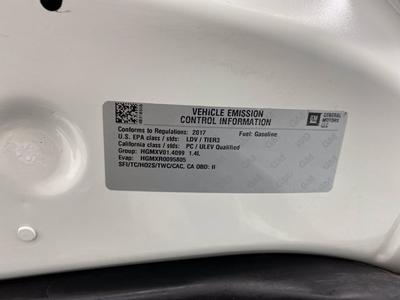 VEHICLE EMISSION
CONTROL INFORMATION
GM
GENERAL
MOTORS
LLC
Conforms to Regulations: 2017
Fuel: Gasoline
U.S. EPA class / stds: LDV / TIER3
California class / stds: PC / ULEV Qualified
Group: HGMXV01.4099 1.4L
Evap: HGMXR0095805
SFI/TC/HO2S/TWC/CAC, CA OBD: II